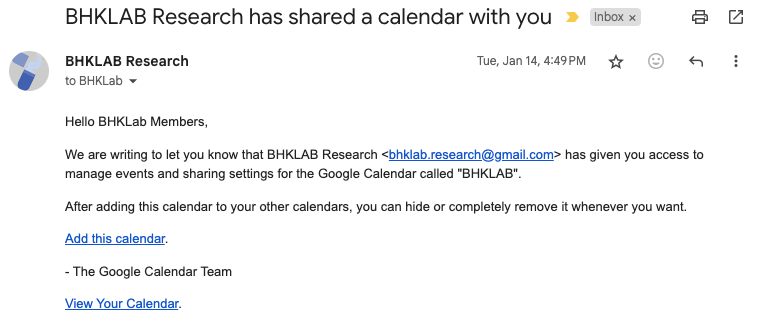 BHKLAB Research has shared a calendar with you
Inbox ×
BHKLAB Research
Tue, Jan 14, 4:49 PM
to BHKLab
Hello BHKLab Members,
We are writing to let you know that BHKLAB Research <bhklab.research@gmail.com> has given you access to
manage events and sharing settings for the Google Calendar called "BHKLAB".
After adding this calendar to your other calendars, you can hide or completely remove it whenever you want.
Add this calendar.
- The Google Calendar Team
View Your Calendar.